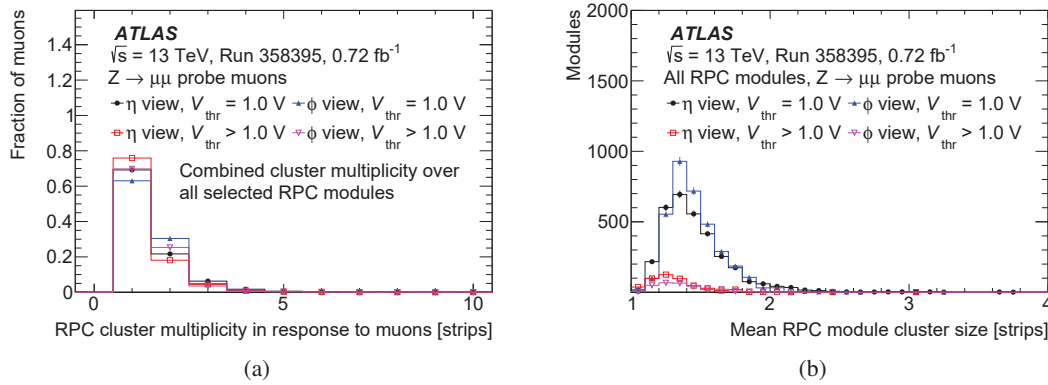 ATLAS
√s = 13 TeV, Run 358395, 0.72 fb⁻¹
Z → μμ probe muons
η view, V_thr = 1.0 V φ view, V_thr = 1.0 V
η view, V_thr > 1.0 V φ view, V_thr > 1.0 V
Combined cluster multiplicity over
all selected RPC modules
Fraction of muons
1.4
1.2
1
0.8
0.6
0.4
0.2
0
0 5 10
RPC cluster multiplicity in response to muons [strips]
(a)
ATLAS
√s = 13 TeV, Run 358395, 0.72 fb⁻¹
All RPC modules, Z → μμ probe muons
η view, V_thr = 1.0 V φ view, V_thr = 1.0 V
η view, V_thr > 1.0 V φ view, V_thr > 1.0 V
Modules
2000
1500
1000
500
1 2 3 4
Mean RPC module cluster size [strips]
(b)